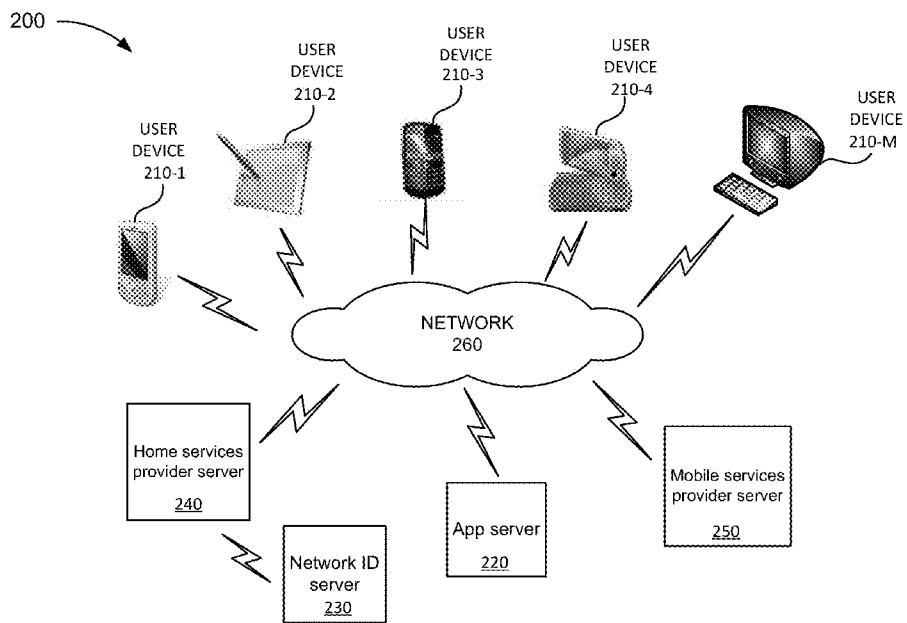 200
USER
DEVICE
210-1
USER
DEVICE
210-2
USER
DEVICE
210-3
USER
DEVICE
210-4
USER
DEVICE
210-M
NETWORK
260
Home services
provider server
240
Network ID
server
230
App server
220
Mobile services
provider server
250